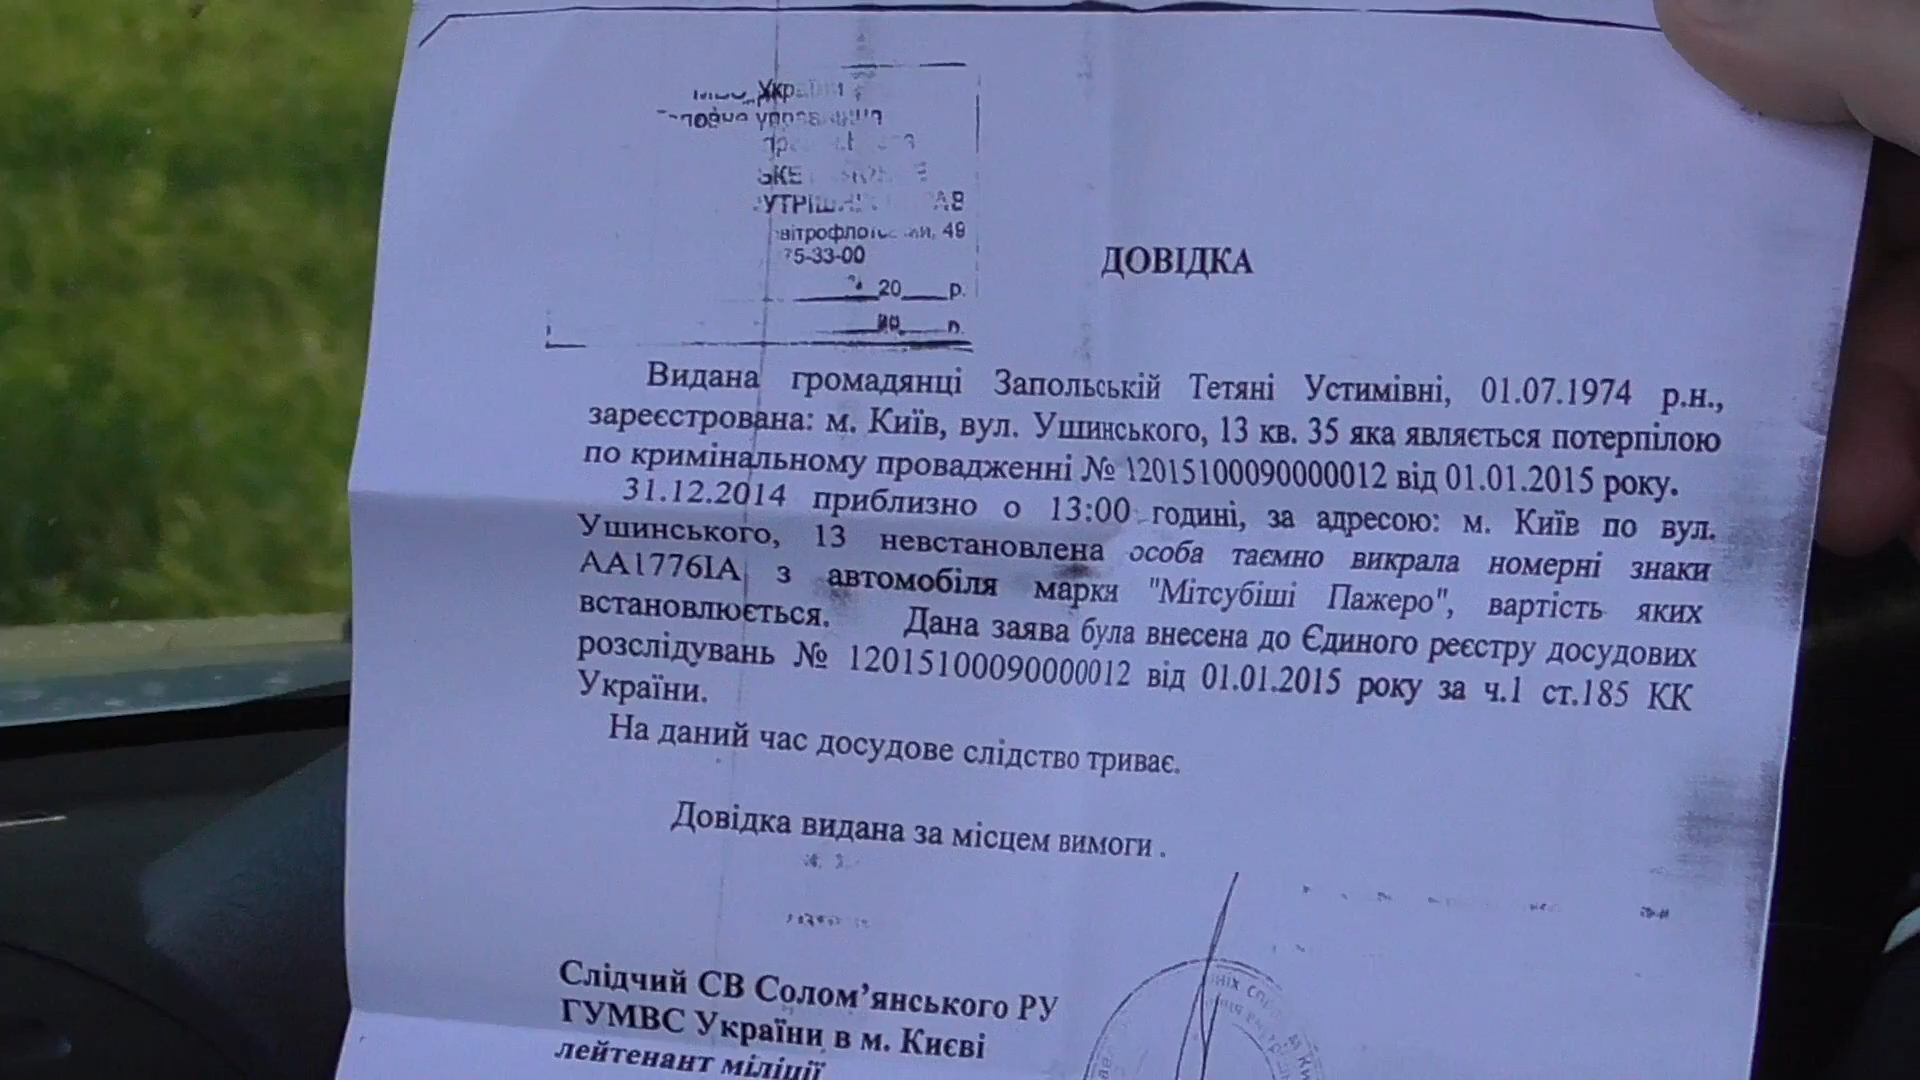 України
20___р.
ДОВІДКА
Видана громадянці Запольській Тетяні Устимівні, 01.07.1974 р.н.,
зареєстрована: м. Київ, вул. Ушинського, 13 кв. 35 яка являється потерпілою
по кримінальному провадженні № 12015100090000012 від 01.01.2015 року.
31.12.2014 приблизно о 13:00 годині, за адресою: м. Київ по вул.
Ушинського, 13 невстановлена особа таємно викрала номерні знаки
АА1776ІА з автомобіля марки "Мітсубіші Пажеро", вартість яких
встановлюється. Дана заява була внесена до Єдиного реєстру досудових
розслідувань № 12015100090000012 від 01.01.2015 року за ч.1 ст.185 КК
України.
На даний час досудове слідство триває.
Довідка видана за місцем вимоги .
Слідчий СВ Солом’янського РУ
ГУМВС України в м. Києві
лейтенант міліції